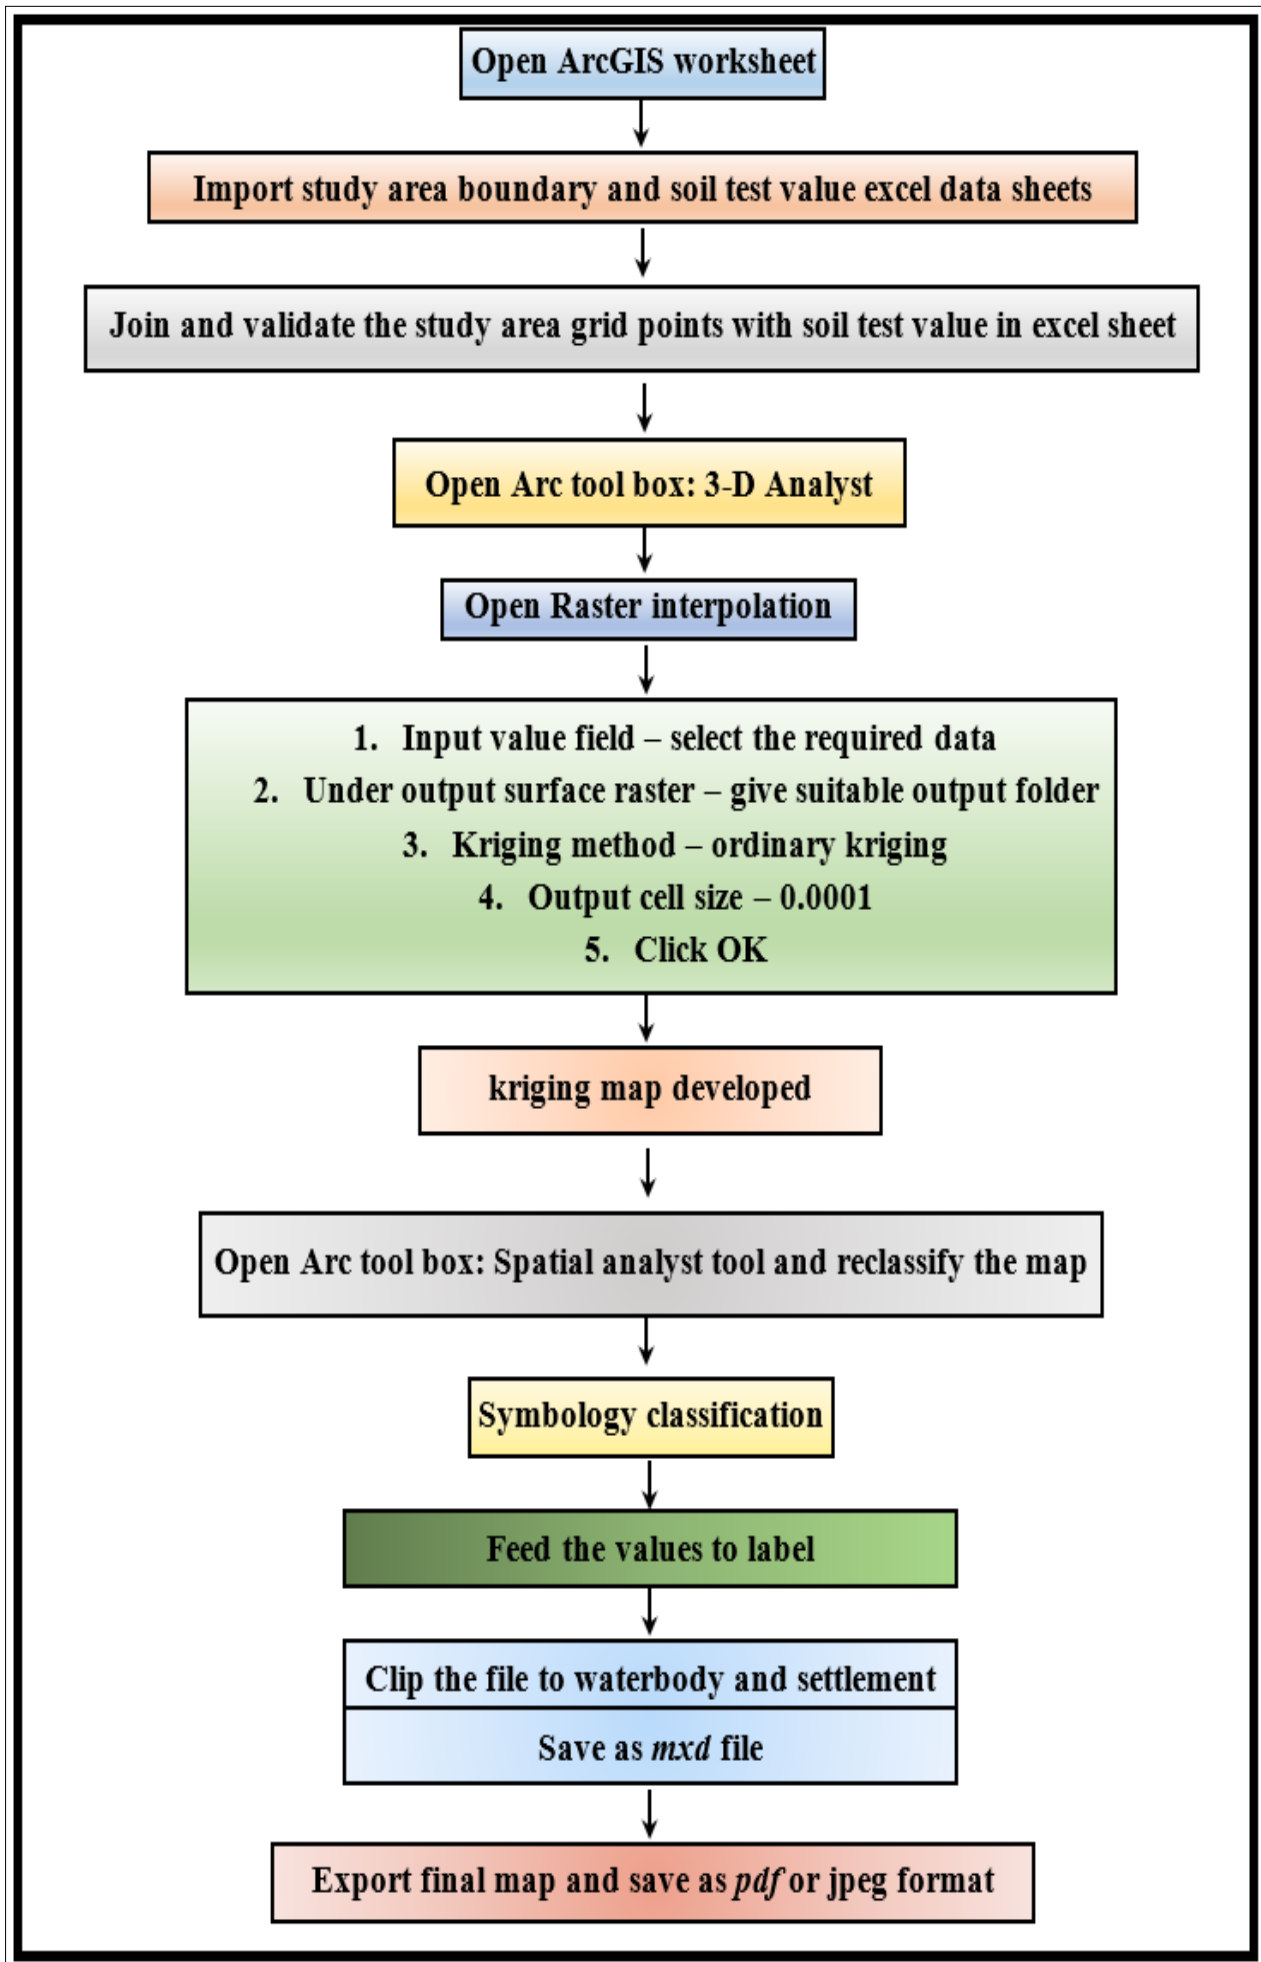 Open ArcGIS worksheet
Import study area boundary and soil test value excel data sheets
Join and validate the study area grid points with soil test value in excel sheet
Open Arc tool box: 3-D Analyst
Open Raster interpolation
1. Input value field – select the required data
2. Under output surface raster – give suitable output folder
3. Kriging method – ordinary kriging
4. Output cell size – 0.0001
5. Click OK
kriging map developed
Open Arc tool box: Spatial analyst tool and reclassify the map
Symbology classification
Feed the values to label
Clip the file to waterbody and settlement
Save as mxd file
Export final map and save as pdf or jpeg format